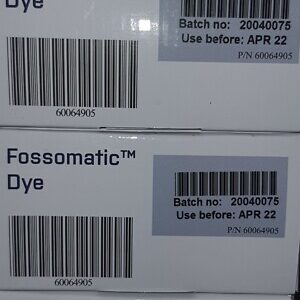 Dye
Batch no: 20040075
Use before: APR 22
P/N 60064905
60064905
Fossomatic™
Dye
Batch no: 20040075
Use before: APR 22
P/N 60064905
60064905